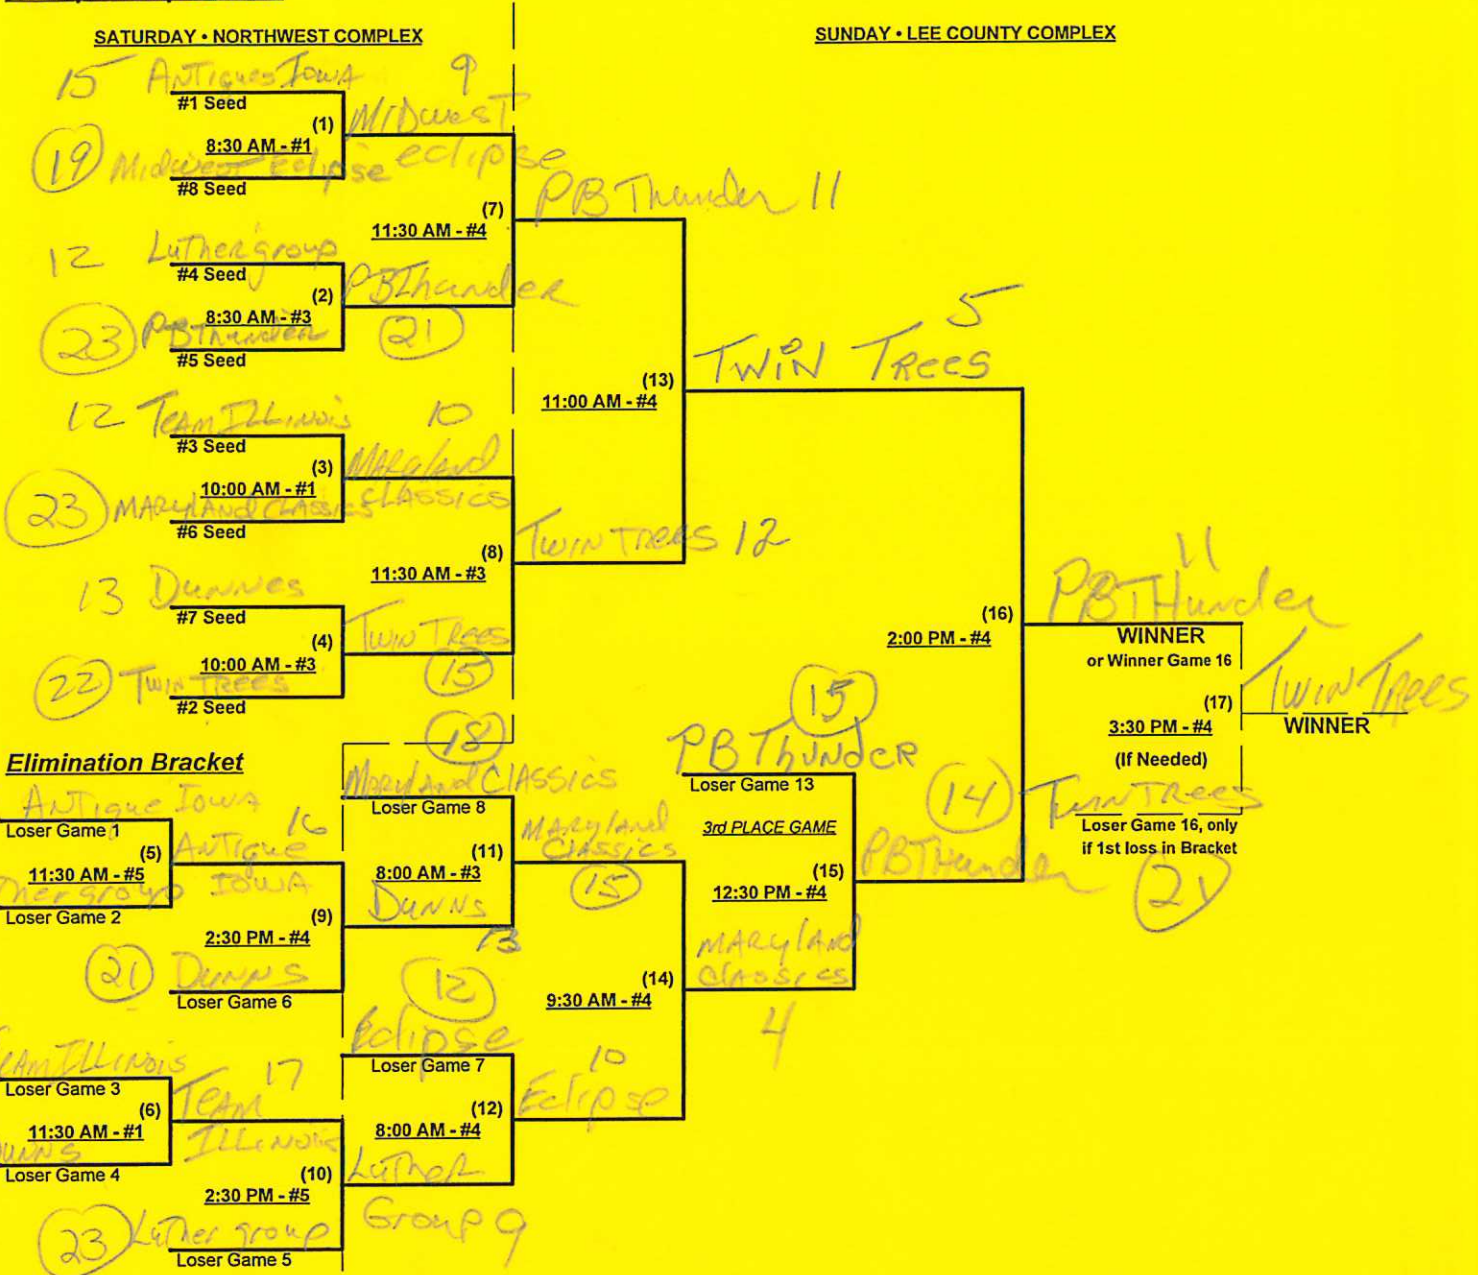 SATURDAY • NORTHWEST COMPLEX
SUNDAY • LEE COUNTY COMPLEX
15 Antiques Iowa
#1 Seed
(1)
8:30 AM - #1
19 Midwest Eclipse
#8 Seed
9
Midwest
eclipse
(7)
11:30 AM - #4
12 Luther group
#4 Seed
(2)
8:30 AM - #3
23 PBThunder
#5 Seed
PBThunder
21
PB Thunder 11
12 Team Illinois
#3 Seed
(3)
10:00 AM - #1
23 Maryland Classics
#6 Seed
10
Maryland
Classics
(8)
11:30 AM - #3
13 Dunnes
#7 Seed
(4)
10:00 AM - #3
22 Twin Trees
#2 Seed
Twin Trees
15
Twin Trees 12
(13)
11:00 AM - #4
5
Twin Trees
(16)
2:00 PM - #4
11
PBTHunder
WINNER
or Winner Game 16
(17)
3:30 PM - #4
(If Needed)
Twin Trees
Loser Game 16, only
if 1st loss in Bracket
21
Twin Trees
WINNER
Elimination Bracket
Antique Iowa
Loser Game 1
(5)
11:30 AM - #5
ther group
Loser Game 2
16
Antique
Iowa
(9)
2:30 PM - #4
21 Dunns
Loser Game 6
18
Maryland Classics
Loser Game 8
(11)
8:00 AM - #3
Dunns
13
Maryland
Classics
15
eam Illinois
Loser Game 3
(6)
11:30 AM - #1
unns
Loser Game 4
17
Team
Illinois
(10)
2:30 PM - #5
23 Luther group
Loser Game 5
12
Eclipse
Loser Game 7
(12)
8:00 AM - #4
Luther
Group 9
10
Eclipse
(14)
9:30 AM - #4
15
PB Thunder
Loser Game 13
3rd PLACE GAME
(15)
12:30 PM - #4
Maryland
Classics
4
14
PBTHunder